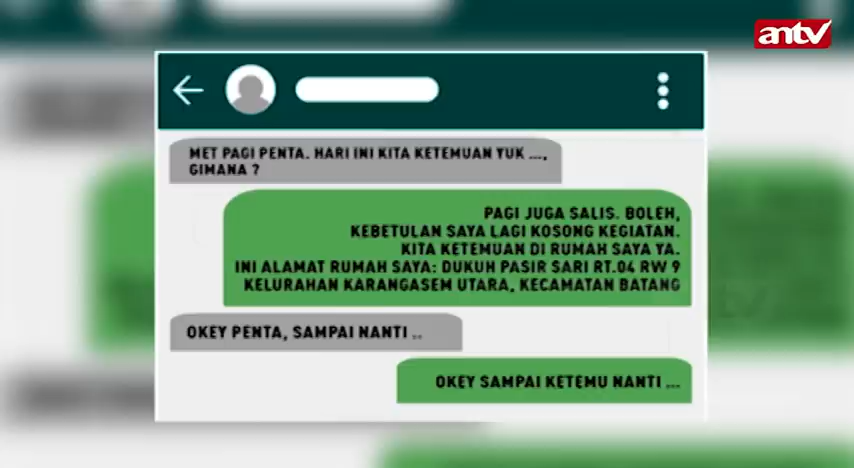 antv
MET PAGI PENTA. HARI INI KITA KETEMUAN YUK ...,
GIMANA ?
PAGI JUGA SALIS. BOLEH,
KEBETULAN SAYA LAGI KOSONG KEGIATAN.
KITA KETEMUAN DI RUMAH SAYA YA.
INI ALAMAT RUMAH SAYA: DUKUH PASIR SARI RT.04 RW 9
KELURAHAN KARANGASEM UTARA, KECAMATAN BATANG
OKEY PENTA, SAMPAI NANTI ..
OKEY SAMPAI KETEMU NANTI ...